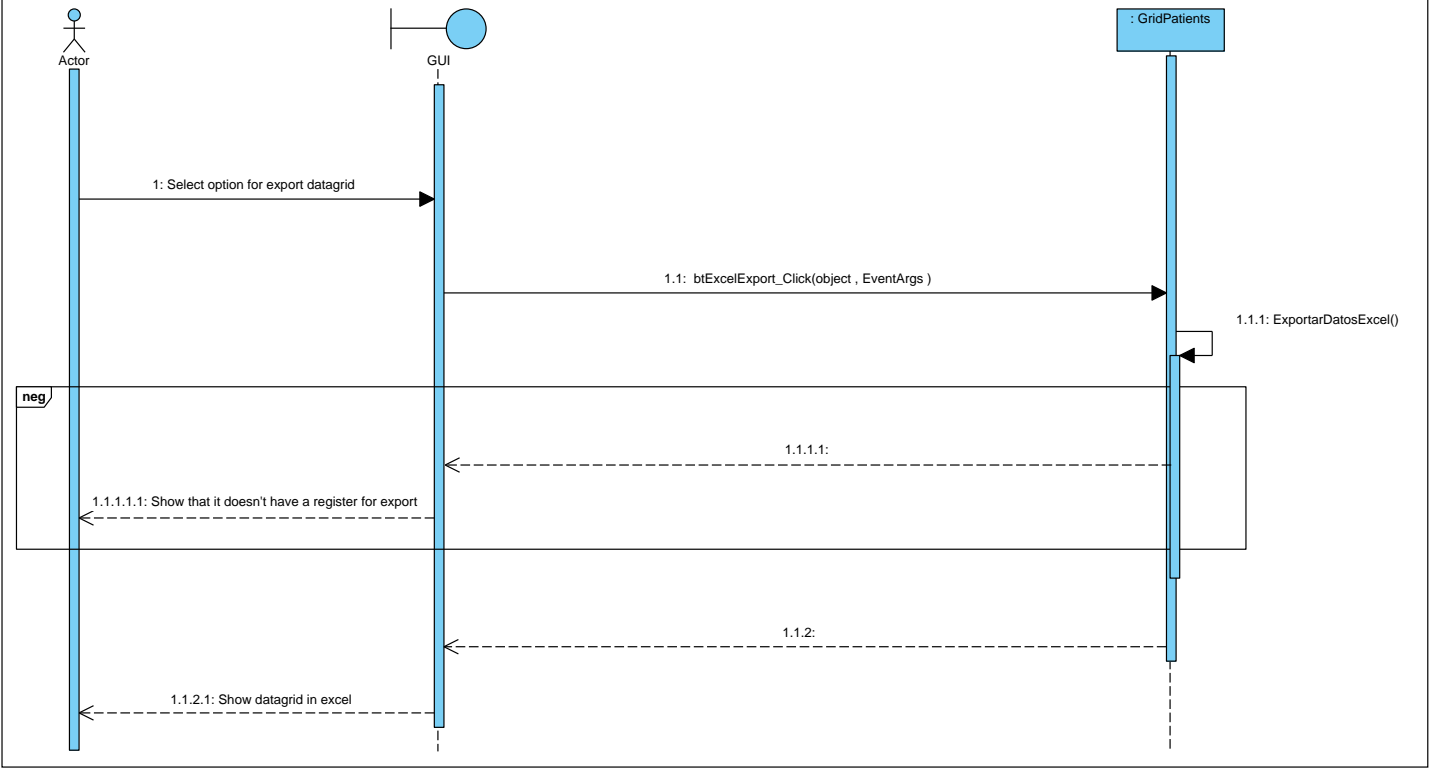 : GridPatients
Actor
GUI
1: Select option for export datagrid
1.1:  btExcelExport_Click(object , EventArgs )
1.1.1: ExportarDatosExcel()
neg
1.1.1.1:
1.1.1.1.1: Show that it doesn't have a register for export
1.1.2:
1.1.2.1: Show datagrid in excel